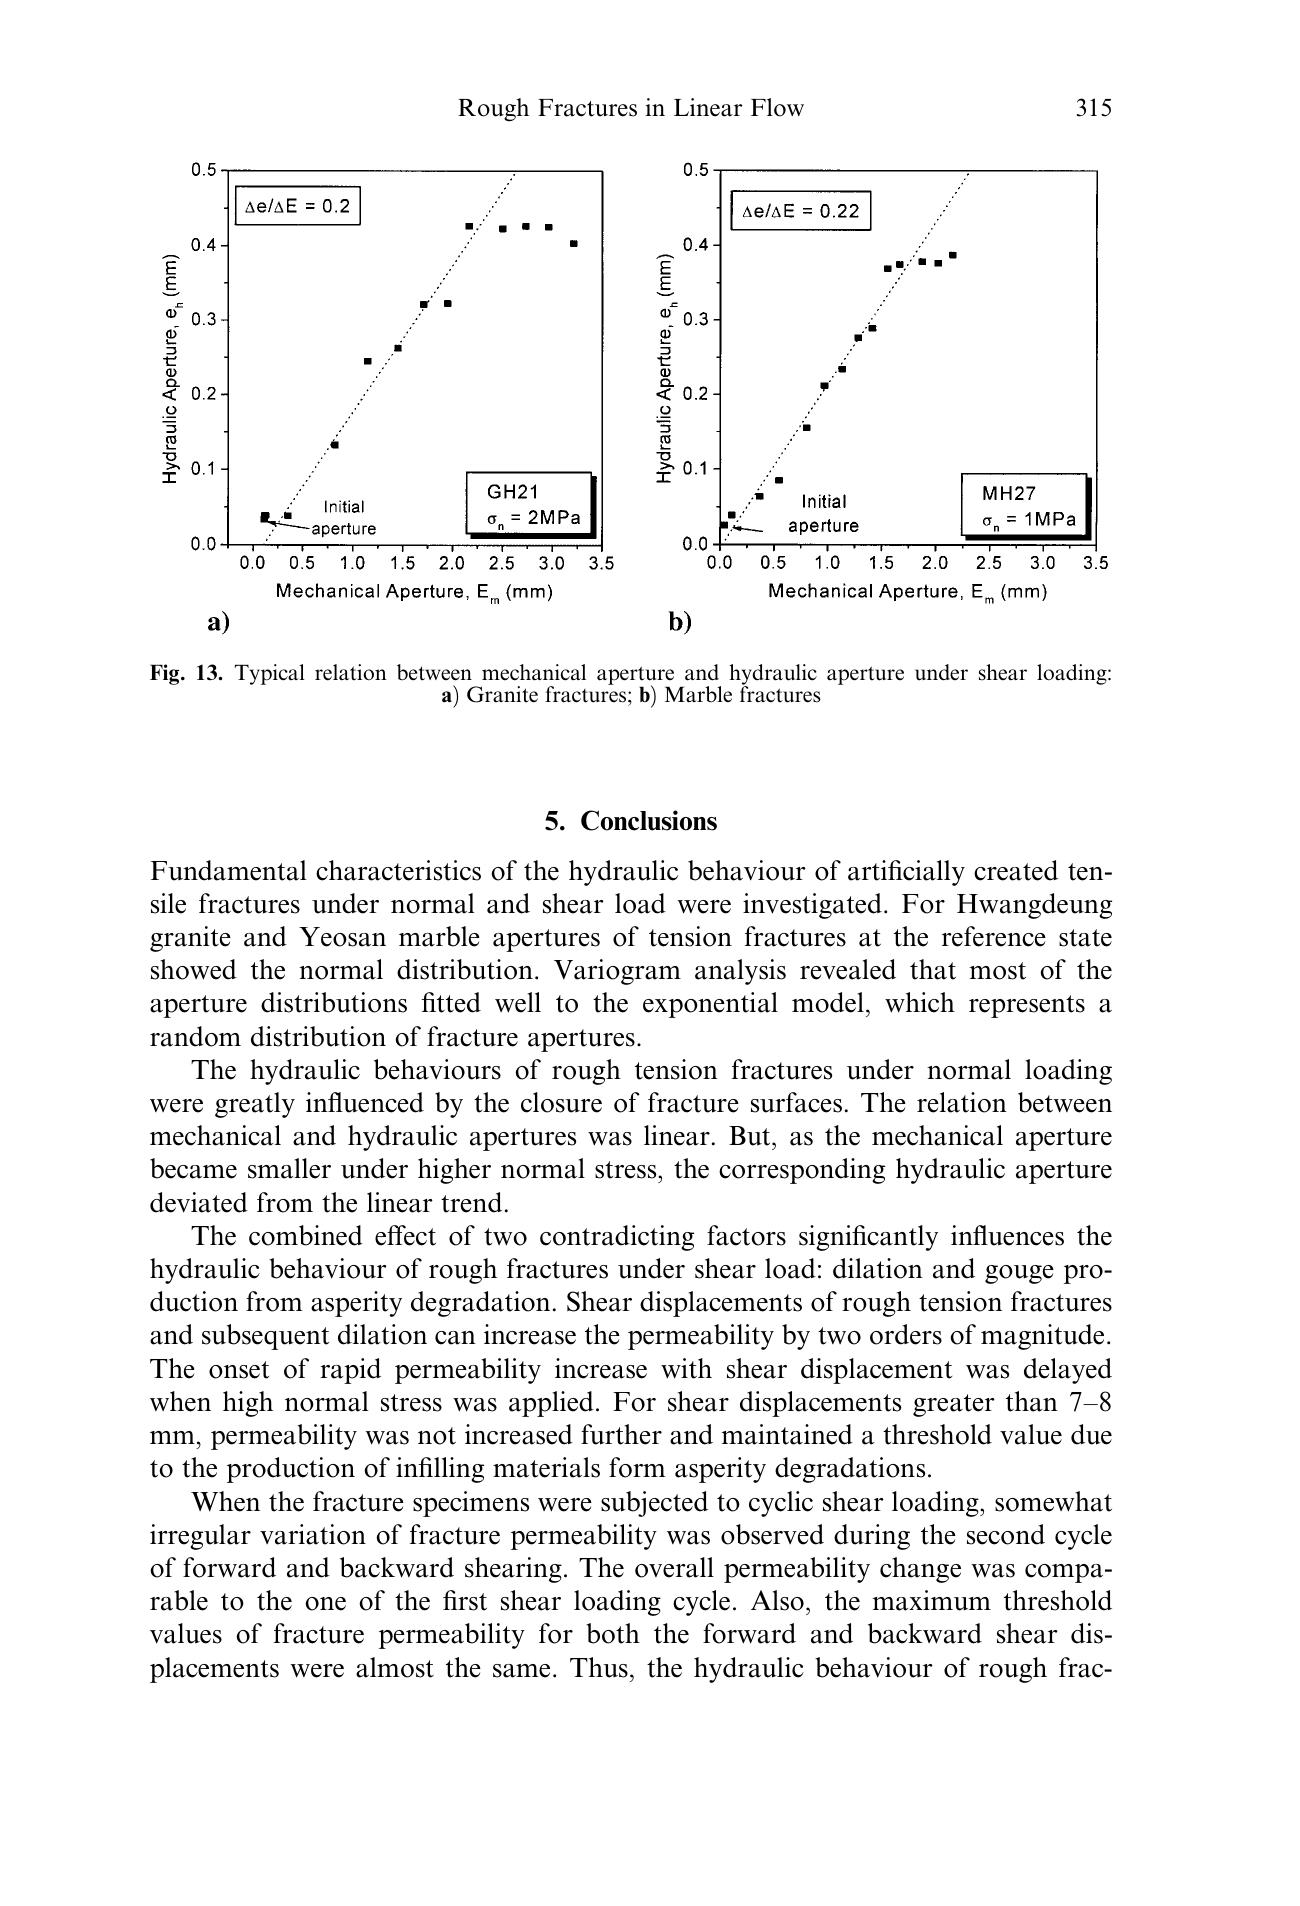 Rough Fractures in Linear Flow 315
0.5
0.4
0.3
0.2
0.1
0.0
Hydraulic Aperture, e_h (mm)
Δe/ΔE = 0.2
Initial
aperture
GH21
σ_n = 2MPa
0.0 0.5 1.0 1.5 2.0 2.5 3.0 3.5
Mechanical Aperture, E_m (mm)
a)
0.5
0.4
0.3
0.2
0.1
0.0
Hydraulic Aperture, e_h (mm)
Δe/ΔE = 0.22
Initial
aperture
MH27
σ_n = 1MPa
0.0 0.5 1.0 1.5 2.0 2.5 3.0 3.5
Mechanical Aperture, E_m (mm)
b)
Fig. 13. Typical relation between mechanical aperture and hydraulic aperture under shear loading:
a) Granite fractures; b) Marble fractures
5. Conclusions
Fundamental characteristics of the hydraulic behaviour of artificially created ten-
sile fractures under normal and shear load were investigated. For Hwangdeung
granite and Yeosan marble apertures of tension fractures at the reference state
showed the normal distribution. Variogram analysis revealed that most of the
aperture distributions fitted well to the exponential model, which represents a
random distribution of fracture apertures.
The hydraulic behaviours of rough tension fractures under normal loading
were greatly influenced by the closure of fracture surfaces. The relation between
mechanical and hydraulic apertures was linear. But, as the mechanical aperture
became smaller under higher normal stress, the corresponding hydraulic aperture
deviated from the linear trend.
The combined effect of two contradicting factors significantly influences the
hydraulic behaviour of rough fractures under shear load: dilation and gouge pro-
duction from asperity degradation. Shear displacements of rough tension fractures
and subsequent dilation can increase the permeability by two orders of magnitude.
The onset of rapid permeability increase with shear displacement was delayed
when high normal stress was applied. For shear displacements greater than 7–8
mm, permeability was not increased further and maintained a threshold value due
to the production of infilling materials form asperity degradations.
When the fracture specimens were subjected to cyclic shear loading, somewhat
irregular variation of fracture permeability was observed during the second cycle
of forward and backward shearing. The overall permeability change was compa-
rable to the one of the first shear loading cycle. Also, the maximum threshold
values of fracture permeability for both the forward and backward shear dis-
placements were almost the same. Thus, the hydraulic behaviour of rough frac-